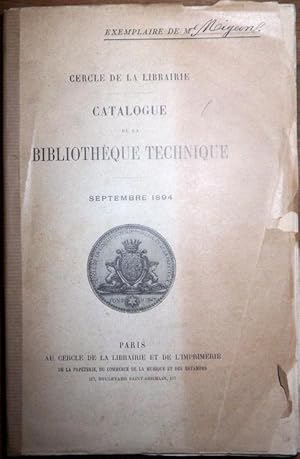 EXEMPLAIRE DE Mr Migeon
CERCLE DE LA LIBRAIRIE
CATALOGUE
DE LA
BIBLIOTHÈQUE TECHNIQUE
SEPTEMBRE 1894
PARIS
AU CERCLE DE LA LIBRAIRIE ET DE L'IMPRIMERIE
DE LA PAPETERIE, DU COMMERCE DE LA MUSIQUE ET DES ESTAMPES
117, BOULEVARD SAINT-GERMAIN, 117